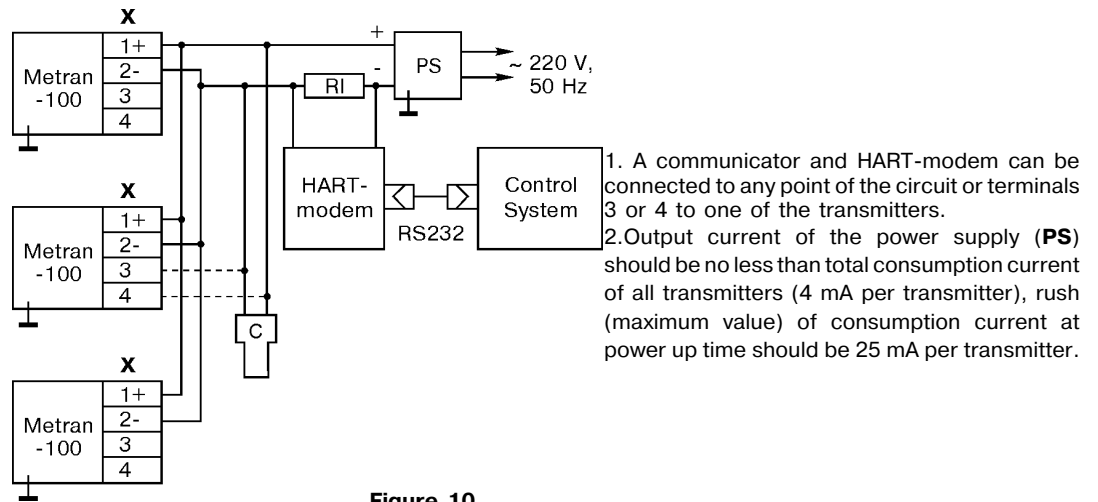 X
1+
2-
3
4
Metran
-100
+
-
RI
PS
~ 220 V,
50 Hz
HART-
modem
RS232
Control
System
X
1+
2-
3
4
Metran
-100
C
X
1+
2-
3
4
Metran
-100
1. A communicator and HART-modem can be
connected to any point of the circuit or terminals
3 or 4 to one of the transmitters.
2.Output current of the power supply (PS)
should be no less than total consumption current
of all transmitters (4 mA per transmitter), rush
(maximum value) of consumption current at
power up time should be 25 mA per transmitter.
Figure 10